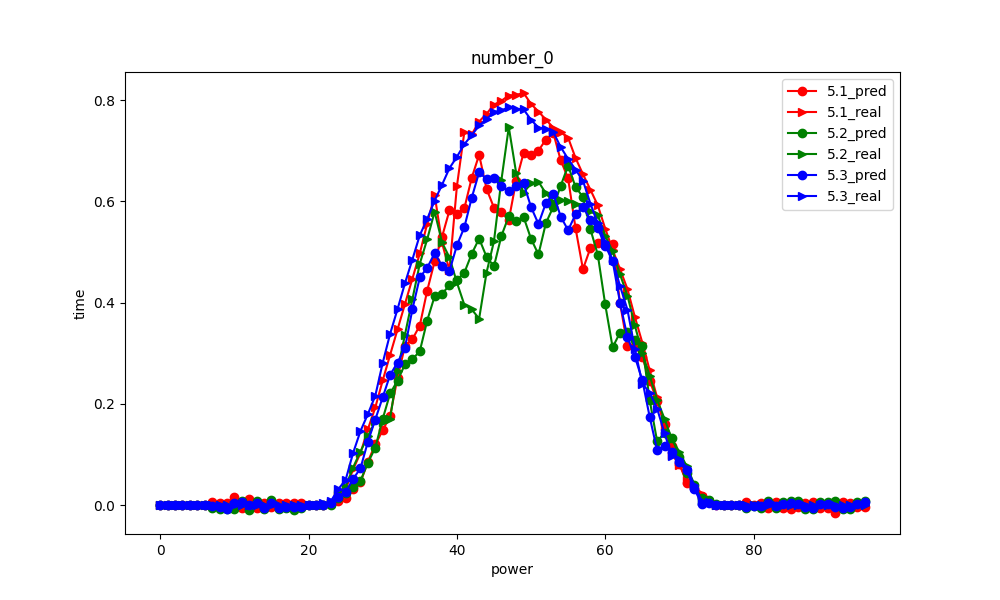 number_0
5.1_pred
5.1_real
5.2_pred
5.2_real
5.3_pred
5.3_real
time
0.8
0.6
0.4
0.2
0.0
0 20 40 60 80
power